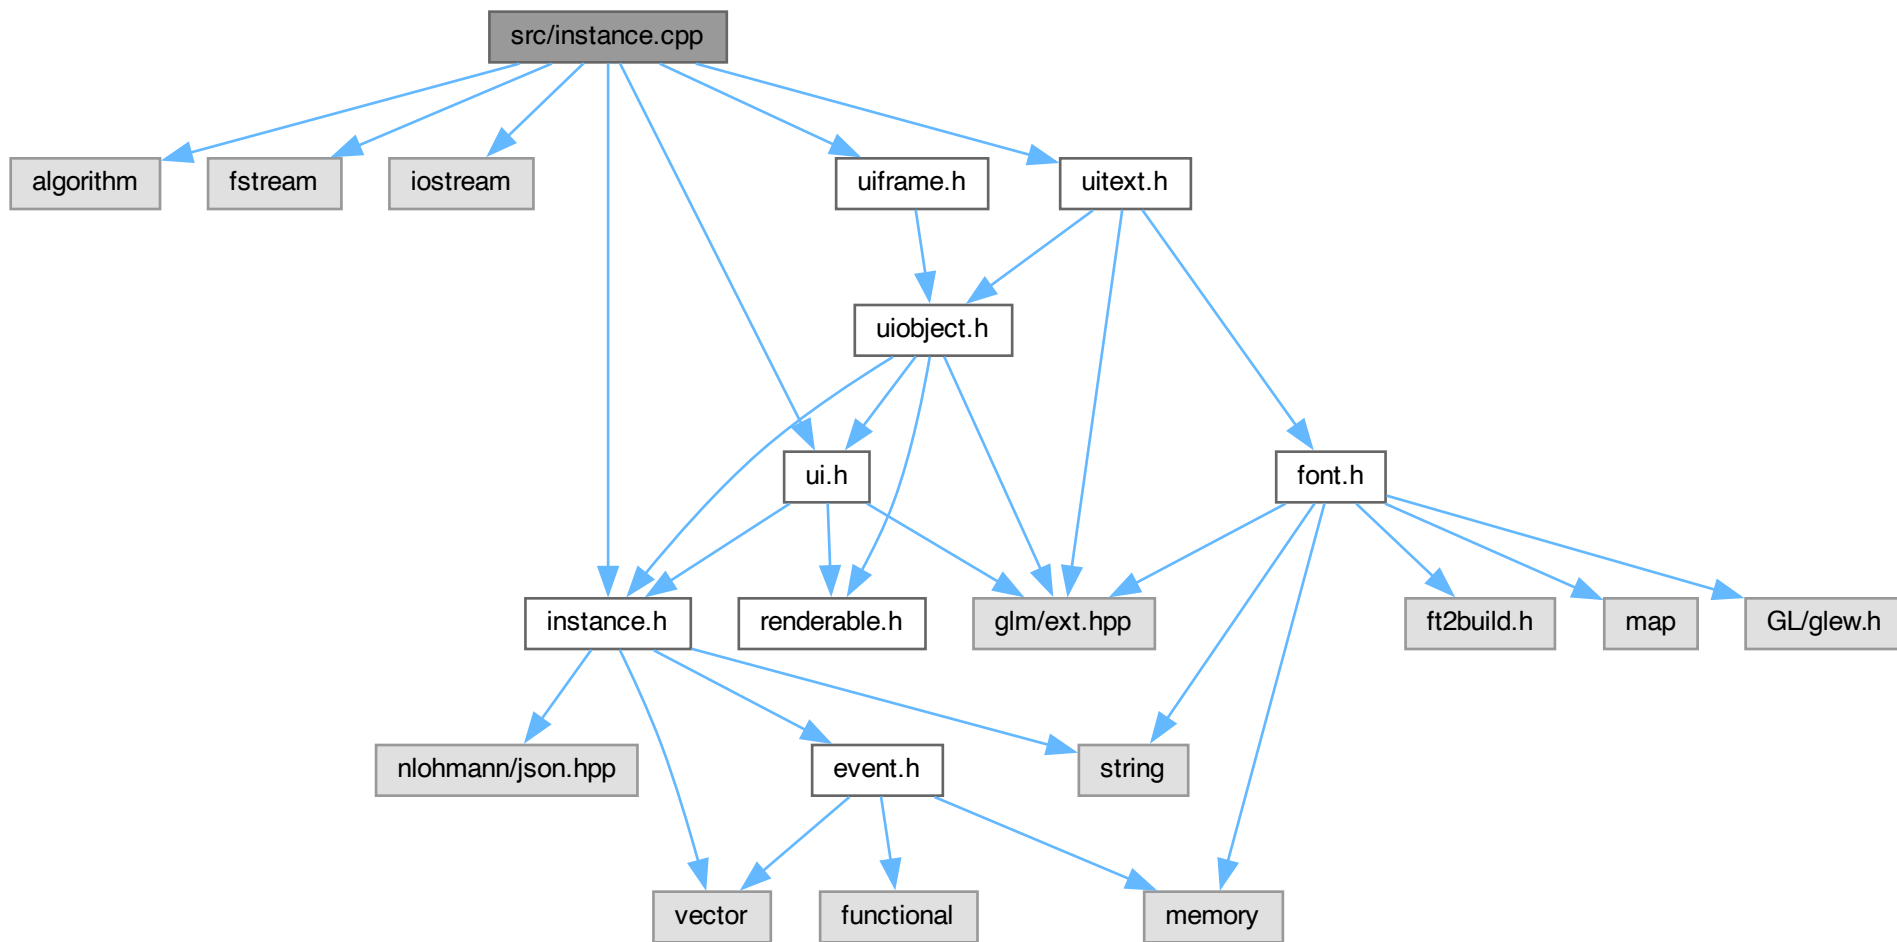 src/instance.cpp
algorithm
fstream
iostream
uiframe.h
uitext.h
uiobject.h
ui.h
font.h
instance.h
renderable.h
glm/ext.hpp
ft2build.h
map
GL/glew.h
nlohmann/json.hpp
event.h
string
vector
functional
memory